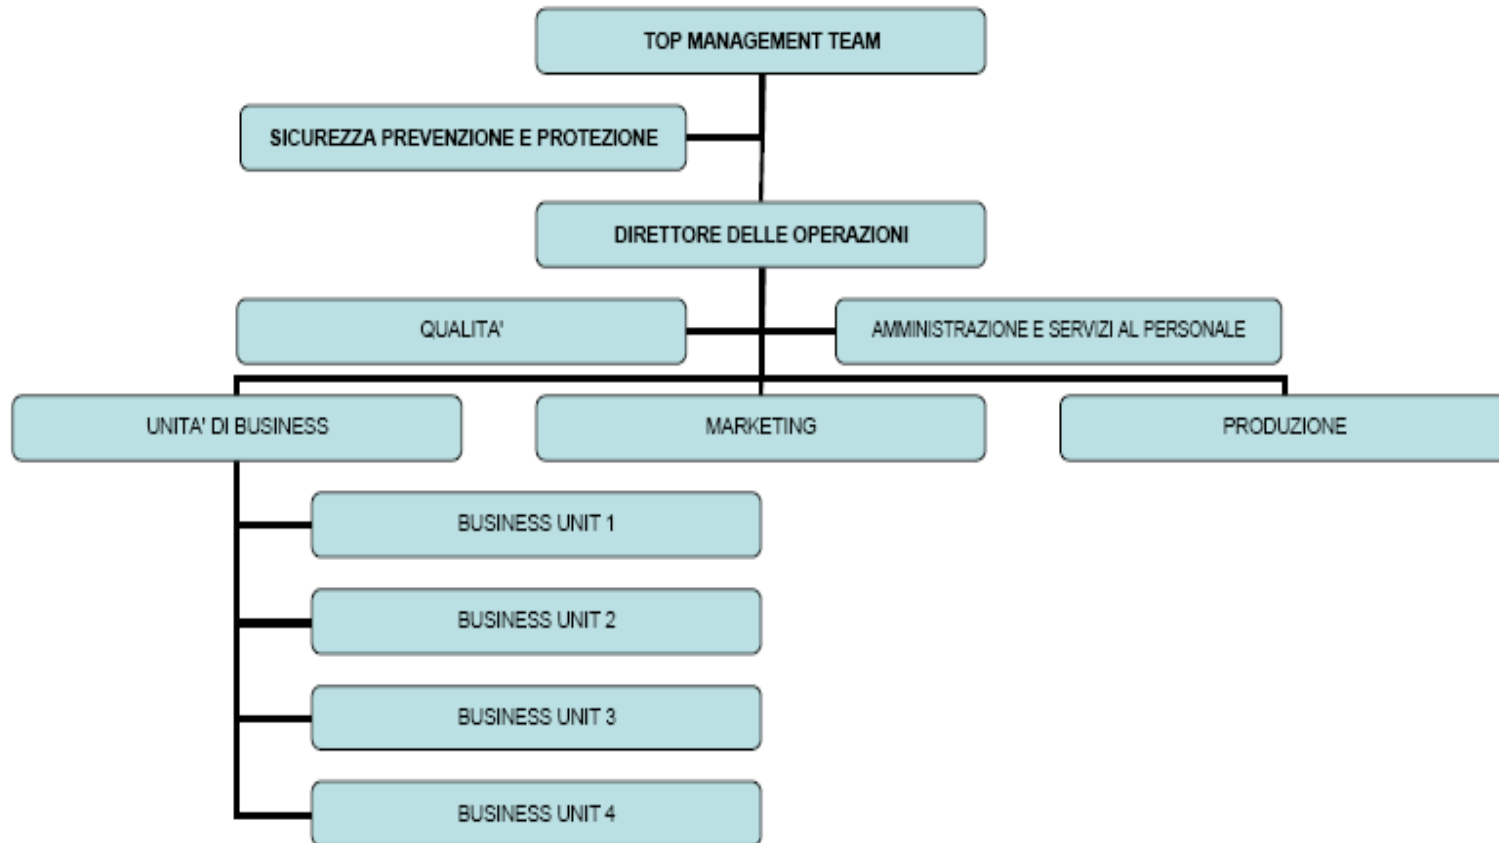 TOP MANAGEMENT TEAM
SICUREZZA PREVENZIONE E PROTEZIONE
DIRETTORE DELLE OPERAZIONI
QUALITA'
AMMINISTRAZIONE E SERVIZI AL PERSONALE
UNITA' DI BUSINESS
MARKETING
PRODUZIONE
BUSINESS UNIT 1
BUSINESS UNIT 2
BUSINESS UNIT 3
BUSINESS UNIT 4